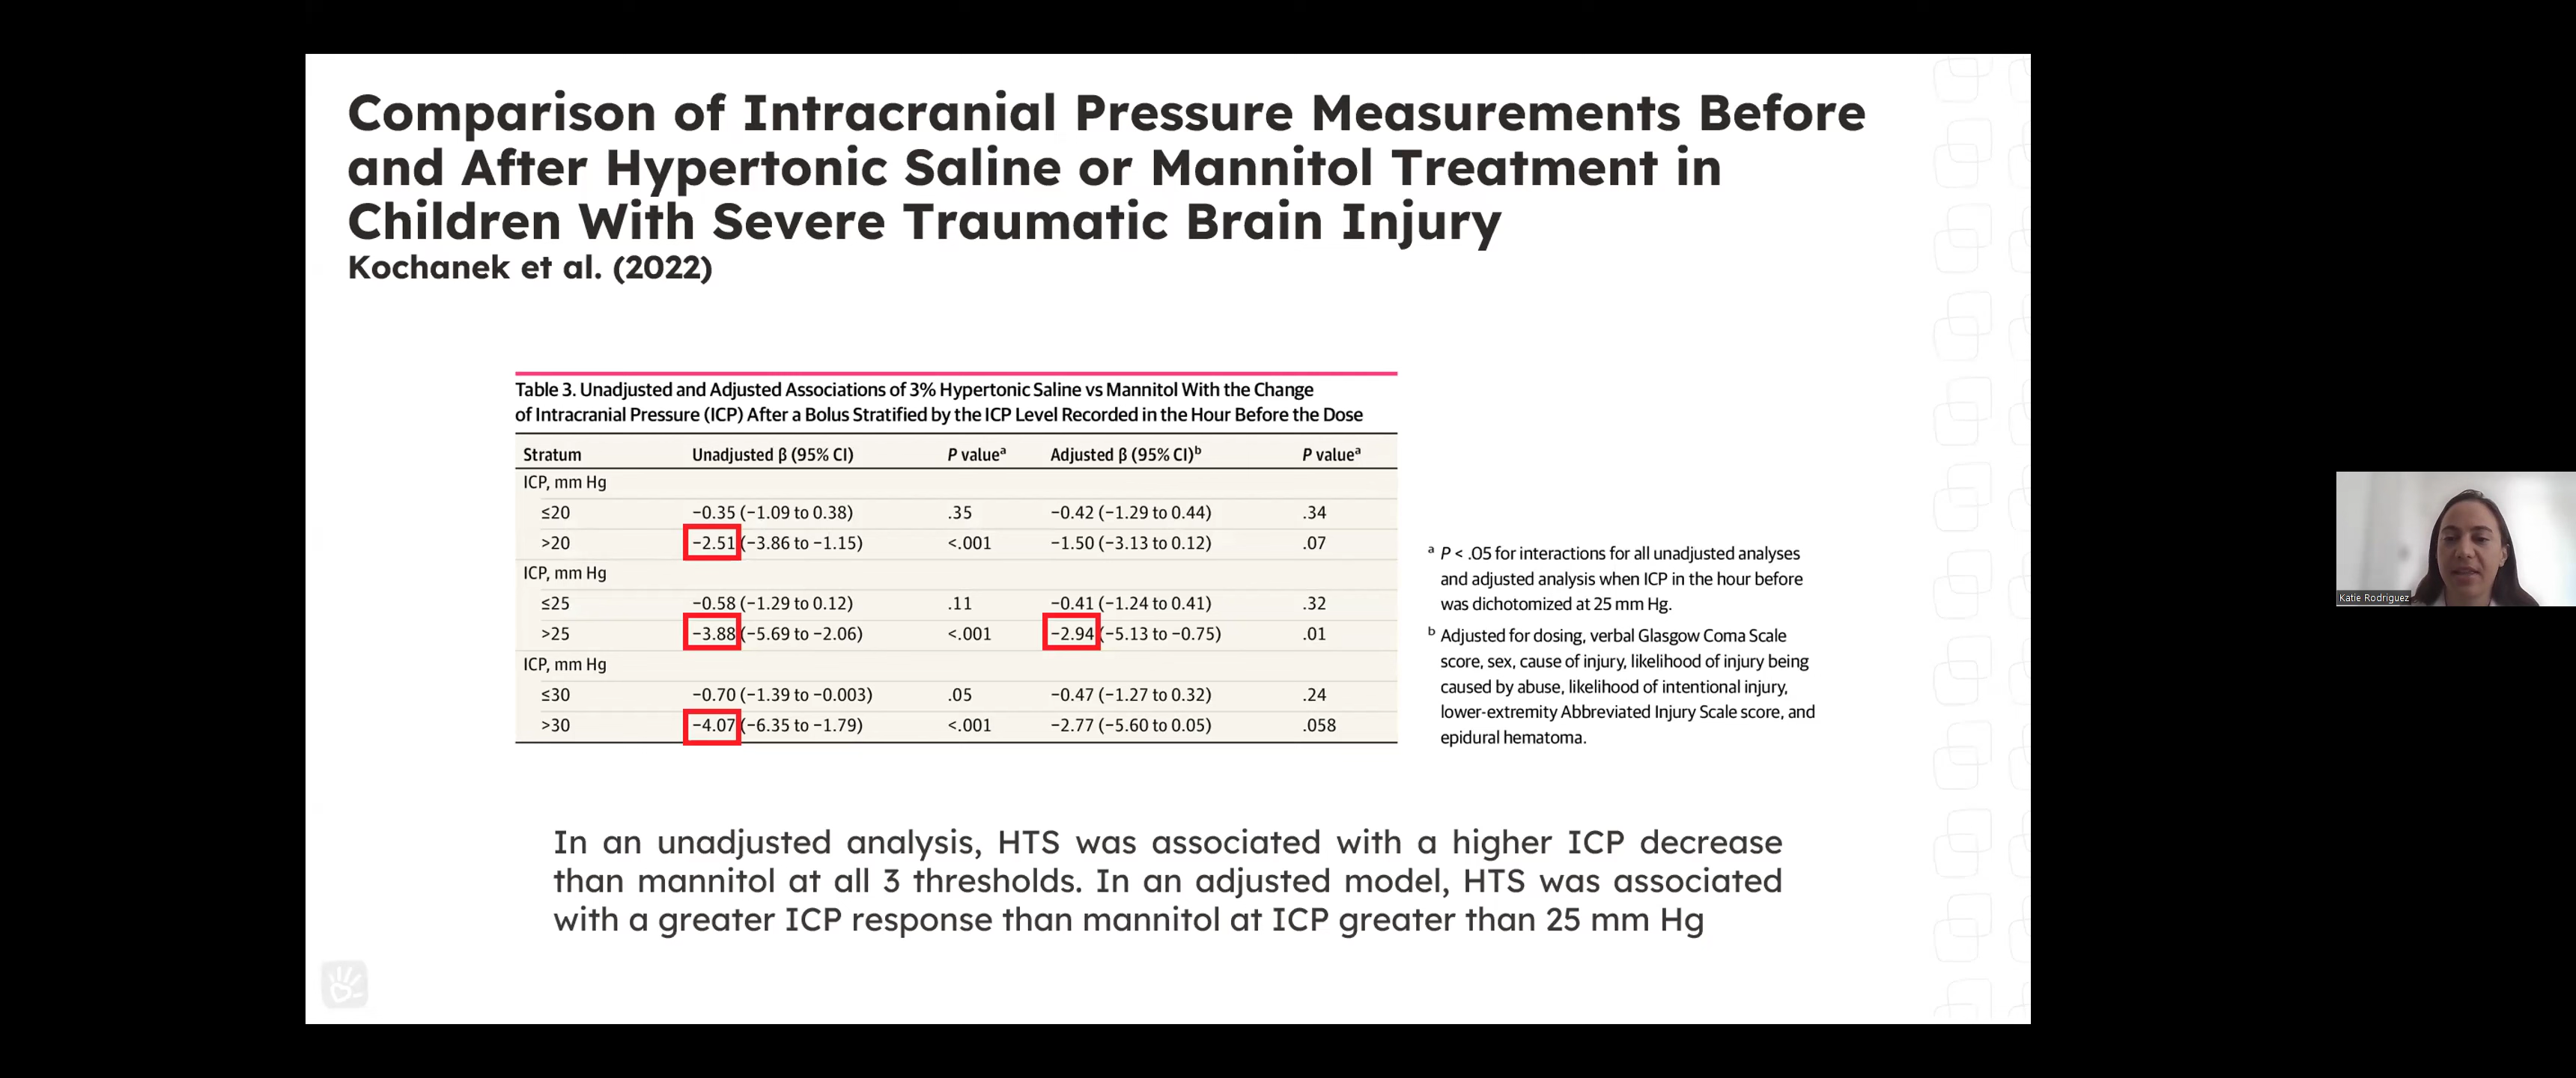 Comparison of Intracranial Pressure Measurements Before
and After Hypertonic Saline or Mannitol Treatment in
Children With Severe Traumatic Brain Injury
Kochanek et al. (2022)
Table 3. Unadjusted and Adjusted Associations of 3% Hypertonic Saline vs Mannitol With the Change
of Intracranial Pressure (ICP) After a Bolus Stratified by the ICP Level Recorded in the Hour Before the Dose
Stratum Unadjusted β (95% CI) P valueᵃ Adjusted β (95% CI)ᵇ P valueᵃ
ICP, mm Hg
≤20 −0.35 (−1.09 to 0.38) .35 −0.42 (−1.29 to 0.44) .34
>20 −2.51 (−3.86 to −1.15) <.001 −1.50 (−3.13 to 0.12) .07
ICP, mm Hg
≤25 −0.58 (−1.29 to 0.12) .11 −0.41 (−1.24 to 0.41) .32
>25 −3.88 (−5.69 to −2.06) <.001 −2.94 (−5.13 to −0.75) .01
ICP, mm Hg
≤30 −0.70 (−1.39 to −0.003) .05 −0.47 (−1.27 to 0.32) .24
>30 −4.07 (−6.35 to −1.79) <.001 −2.77 (−5.60 to 0.05) .058
ᵃ P < .05 for interactions for all unadjusted analyses
and adjusted analysis when ICP in the hour before
was dichotomized at 25 mm Hg.
ᵇ Adjusted for dosing, verbal Glasgow Coma Scale
score, sex, cause of injury, likelihood of injury being
caused by abuse, likelihood of intentional injury,
lower-extremity Abbreviated Injury Scale score, and
epidural hematoma.
In an unadjusted analysis, HTS was associated with a higher ICP decrease
than mannitol at all 3 thresholds. In an adjusted model, HTS was associated
with a greater ICP response than mannitol at ICP greater than 25 mm Hg
Katie Rodriguez